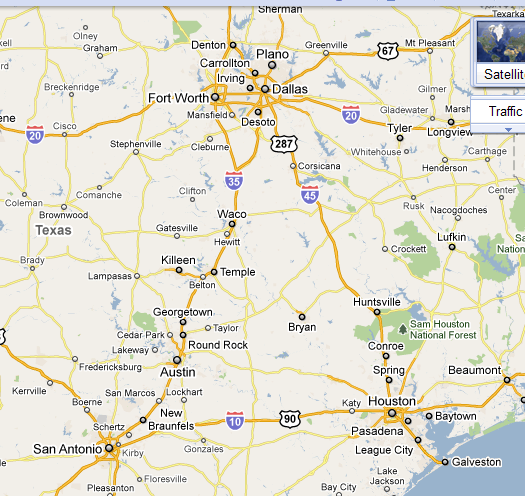 Sherman
Olney
Graham
Denton
Plano
Greenville
67
Mt Pleasant
Carrollton
Irving
Dallas
Satellite
Breckenridge
Fort Worth
Gilmer
Traffic
Mansfield
20
Gladewater
Marsh
20
Cisco
Desoto
Tyler
Longview
Stephenville
Cleburne
287
Whitehouse
Carthage
Corsicana
Henderson
35
45
Coleman
Comanche
Clifton
Rusk
Center
Brownwood
Waco
Nacogdoches
Texas
Gatesville
Hewitt
Lufkin
Crockett
Brady
Killeen
Temple
Lampasas
Belton
Georgetown
Huntsville
Cedar Park
Taylor
Bryan
Sam Houston
National Forest
Round Rock
Lakeway
Conroe
Fredericksburg
Austin
Spring
Beaumont
Kerrville
San Marcos
Lockhart
Boerne
New
Braunfels
Katy
Houston
10
90
Baytown
Schertz
Pasadena
San Antonio
Kirby
Gonzales
League City
Galveston
Floresville
Lake
Jackson
Pleasanton
Bay City